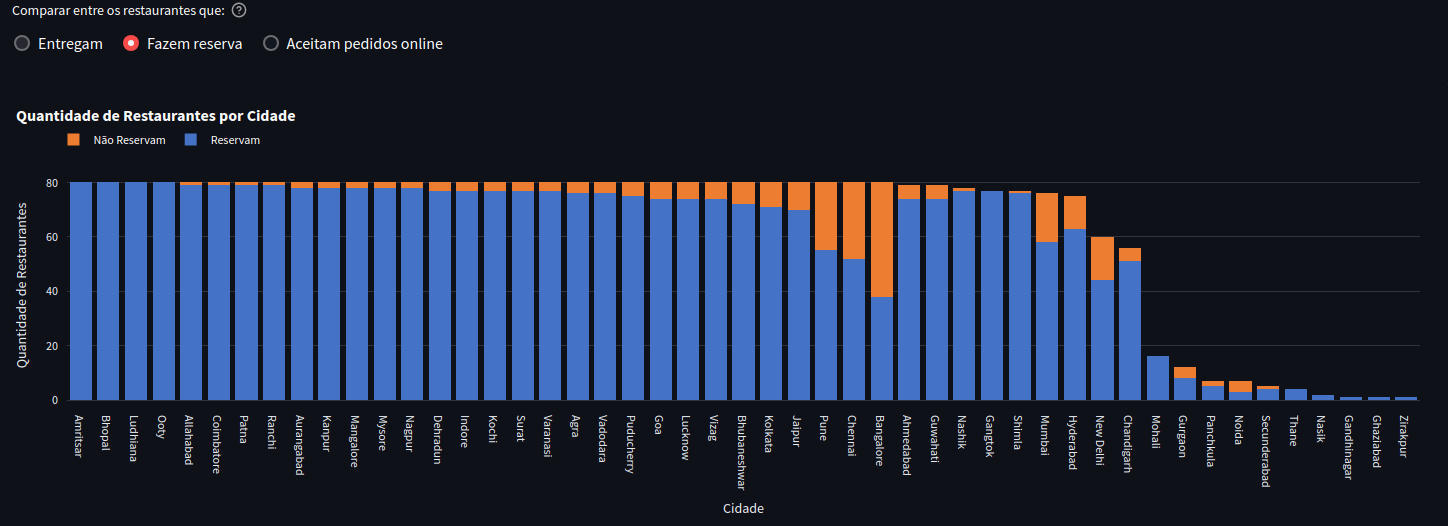 Comparar entre os restaurantes que: ?
Entregam Fazem reserva Aceitam pedidos online
Quantidade de Restaurantes por Cidade
Não Reservam Reservam
Quantidade de Restaurantes
80
60
40
20
0
Amritsar
Bhopal
Ludhiana
Ooty
Allahabad
Coimbatore
Patna
Ranchi
Aurangabad
Kanpur
Mangalore
Mysore
Nagpur
Dehradun
Indore
Kochi
Surat
Varanasi
Agra
Vadodara
Puducherry
Goa
Lucknow
Vizag
Bhubaneshwar
Kolkata
Jaipur
Pune
Chennai
Bangalore
Ahmedabad
Guwahati
Nashik
Gangtok
Shimla
Mumbai
Hyderabad
New Delhi
Chandigarh
Mohali
Gurgaon
Panchkula
Noida
Secunderabad
Thane
Nasik
Gandhinagar
Ghaziabad
Zirakpur
Cidade